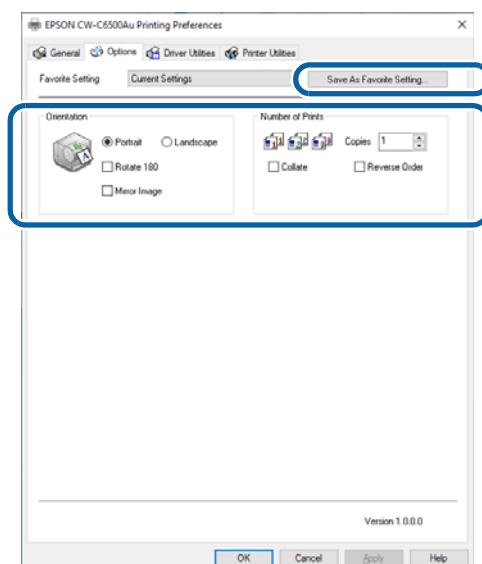 EPSON CW-C6500Au Printing Preferences
General Options Driver Utilities Printer Utilities
Favorite Setting Current Settings Save As Favorite Setting...
Orientation Number of Prints
Portrait Landscape Copies 1
Rotate 180 Collate Reverse Order
Mirror Image
Version 1.0.0.0
OK Cancel Apply Help